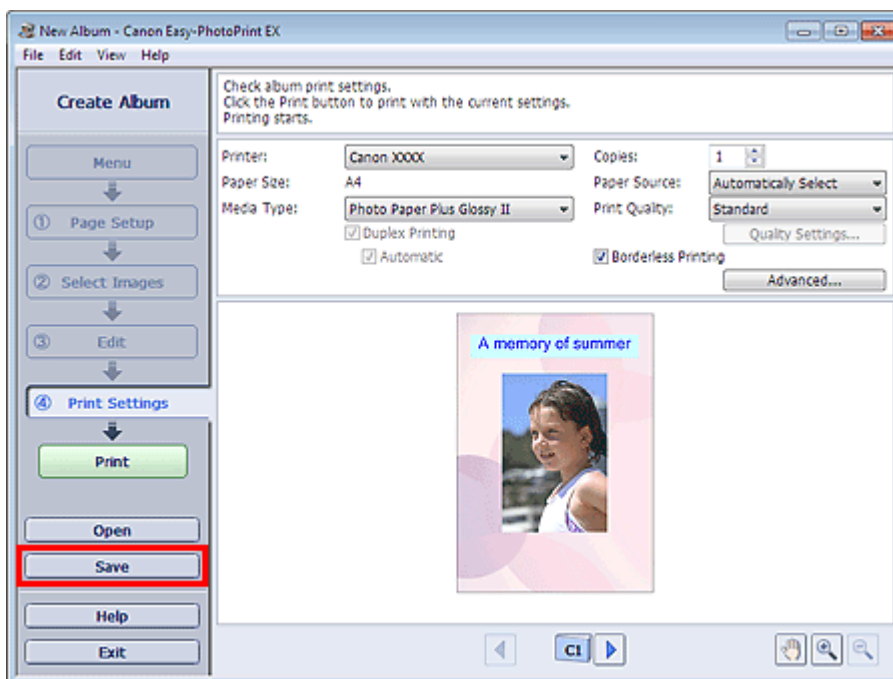 New Album - Canon Easy-PhotoPrint EX
File Edit View Help
Create Album
Menu
① Page Setup
② Select Images
③ Edit
④ Print Settings
Print
Open
Save
Help
Exit
Check album print settings.
Click the Print button to print with the current settings.
Printing starts.
Printer: Canon XXXX Copies: 1
Paper Size: A4 Paper Source: Automatically Select
Media Type: Photo Paper Plus Glossy II Print Quality: Standard
Duplex Printing Quality Settings...
Automatic Borderless Printing
Advanced...
A memory of summer
C1